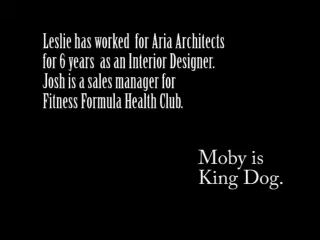 Leslie has worked for Aria Architects
for 6 years as an Interior Designer.
Josh is a sales manager for
Fitness Formula Health Club.
Moby is
King Dog.